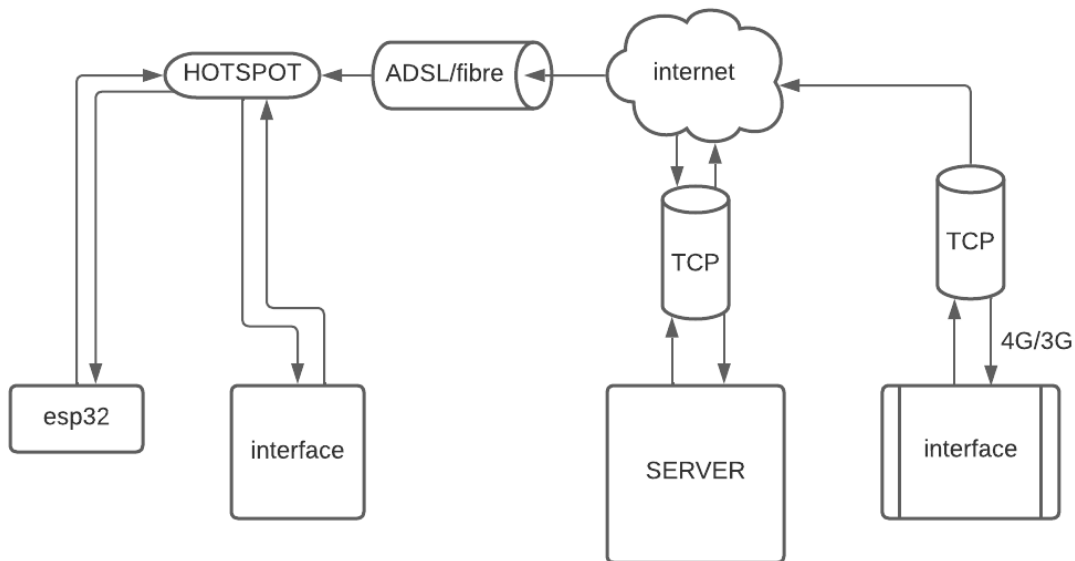 HOTSPOT
ADSL/fibre
internet
TCP
TCP
4G/3G
esp32
interface
SERVER
interface